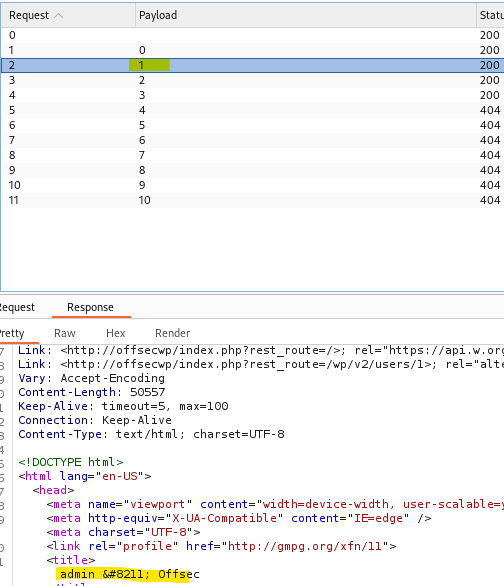 Request Payload Statu
0 200
1 0 200
2 1 200
3 2 200
4 3 200
5 4 404
6 5 404
7 6 404
8 7 404
9 8 404
10 9 404
11 10 404
equest Response
retty Raw Hex Render
7 Link: <http://offsecwp/index.php?rest_route=/>; rel="https://api.w.org
8 Link: <http://offsecwp/index.php?rest_route=/wp/v2/users/1>; rel="alte
9 Vary: Accept-Encoding
0 Content-Length: 50557
1 Keep-Alive: timeout=5, max=100
2 Connection: Keep-Alive
3 Content-Type: text/html; charset=UTF-8
4
5 <!DOCTYPE html>
6 <html lang="en-US">
7 <head>
8 <meta name="viewport" content="width=device-width, user-scalable=y
9 <meta http-equiv="X-UA-Compatible" content="IE=edge" />
<meta charset="UTF-8">
0 <link rel="profile" href="http://gmpg.org/xfn/11">
1 <title>
admin &#8211; Offsec
</title>